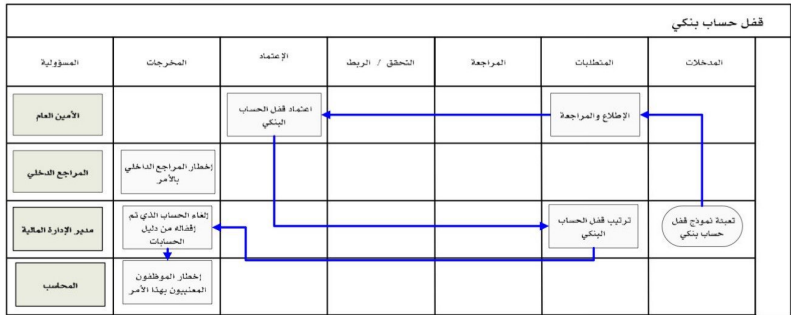 قفل حساب بنكي
المدخلات
المتطلبات
المراجعة
التحقق / الربط
الإعتماد
المخرجات
المسؤولية
الإطلاع والمراجعة
اعتماد قفل الحساب
البنكي
الأمين العام
إخطار المراجع الداخلي
بالأمر
المراجع الدخلي
تعبئة نموذج قفل
حساب بنكي
ترتيب قفل الحساب
البنكي
إلغاء الحساب الذي تم
إقفاله من دليل
الحسابات
مدير الإدارة المالية
إخطار الموظفون
المعنييون بهذا الأمر
المحاسب